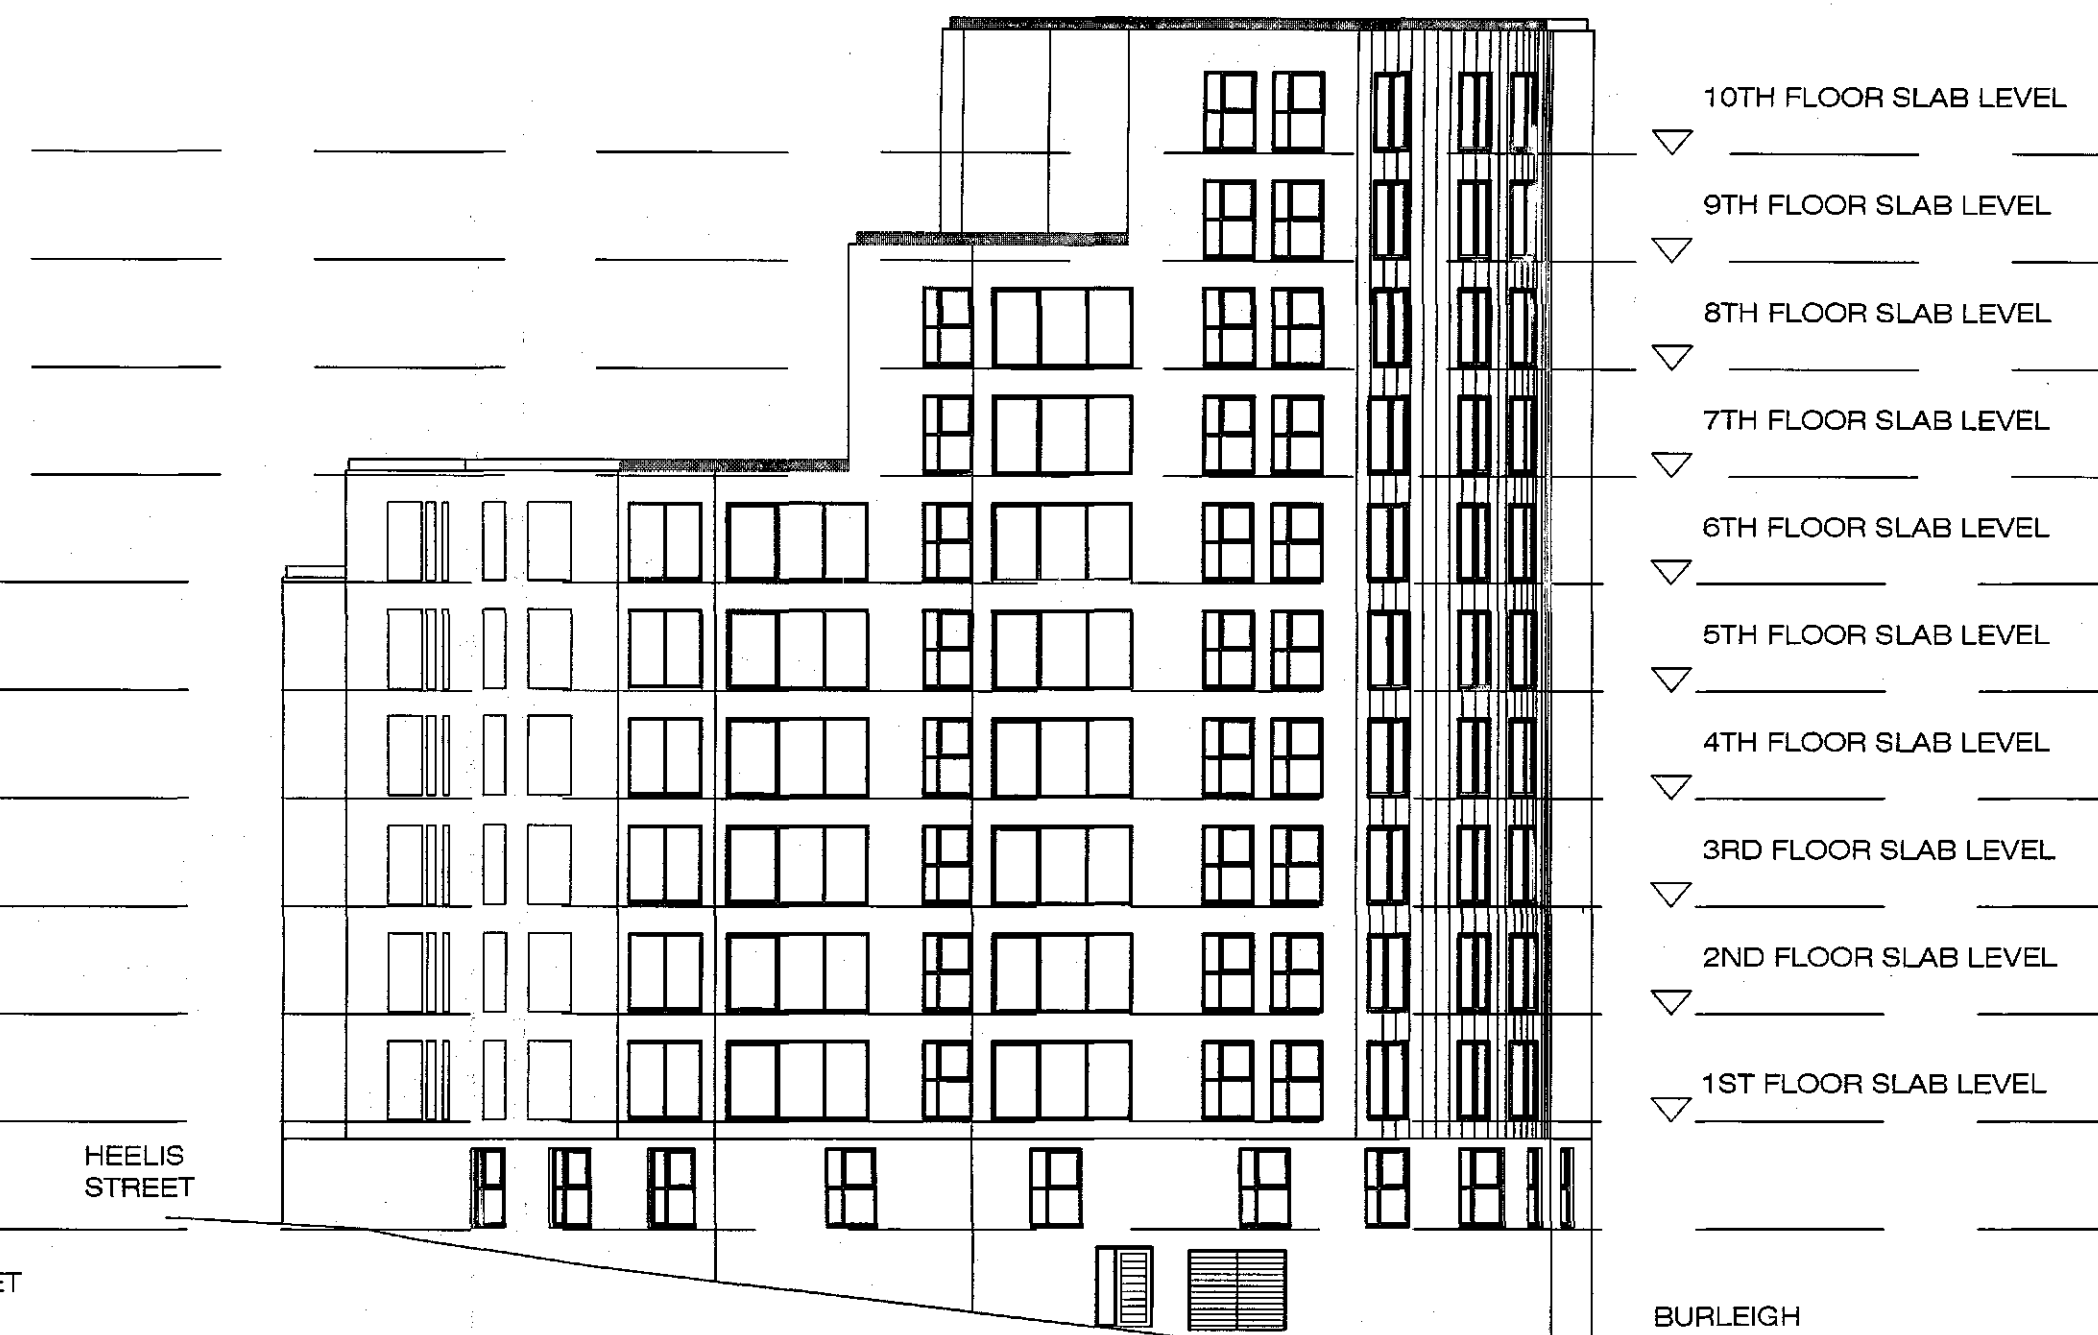 10TH FLOOR SLAB LEVEL
9TH FLOOR SLAB LEVEL
8TH FLOOR SLAB LEVEL
7TH FLOOR SLAB LEVEL
6TH FLOOR SLAB LEVEL
5TH FLOOR SLAB LEVEL
4TH FLOOR SLAB LEVEL
3RD FLOOR SLAB LEVEL
2ND FLOOR SLAB LEVEL
1ST FLOOR SLAB LEVEL
HEELIS
STREET
ET
BURLEIGH